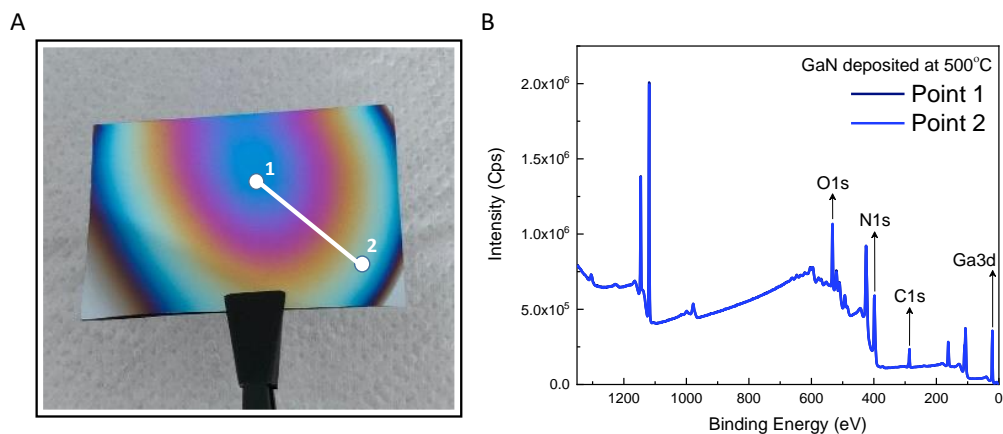 A
B
1
2
GaN deposited at 500°C
Point 1
Point 2
2.0x10⁶
1.5x10⁶
1.0x10⁶
5.0x10⁵
0.0
Intensity (Cps)
O1s
N1s
C1s
Ga3d
1200 1000 800 600 400 200 0
Binding Energy (eV)